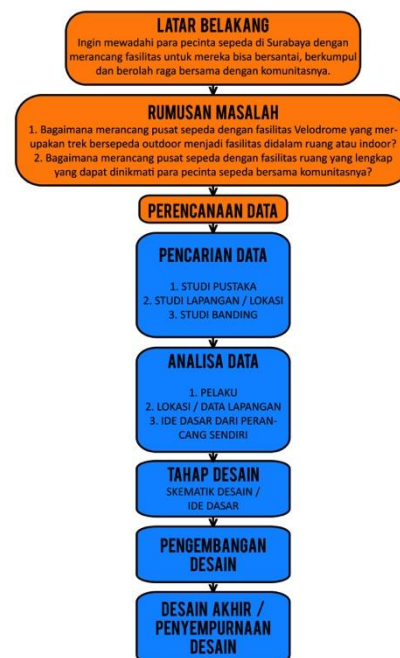 LATAR BELAKANG
Ingin mewadahi para pecinta sepeda di Surabaya dengan
merancang fasilitas untuk mereka bisa bersantai, berkumpul
dan berolah raga bersama dengan komunitasnya.
RUMUSAN MASALAH
1. Bagaimana merancang pusat sepeda dengan fasilitas Velodrome yang mer-
upakan trek bersepeda outdoor menjadi fasilitas didalam ruang atau indoor?
2. Bagaimana merancang pusat sepeda dengan fasilitas ruang yang lengkap
yang dapat dinikmati para pecinta sepeda bersama komunitasnya?
PERENCANAAN DATA
PENCARIAN DATA
1. STUDI PUSTAKA
2. STUDI LAPANGAN / LOKASI
3. STUDI BANDING
ANALISA DATA
1. PELAKU
2. LOKASI / DATA LAPANGAN
3. IDE DASAR DARI PERAN-
CANG SENDIRI
TAHAP DESAIN
SKEMATIK DESAIN /
IDE DASAR
PENGEMBANGAN
DESAIN
DESAIN AKHIR /
PENYEMPURNAAN
DESAIN